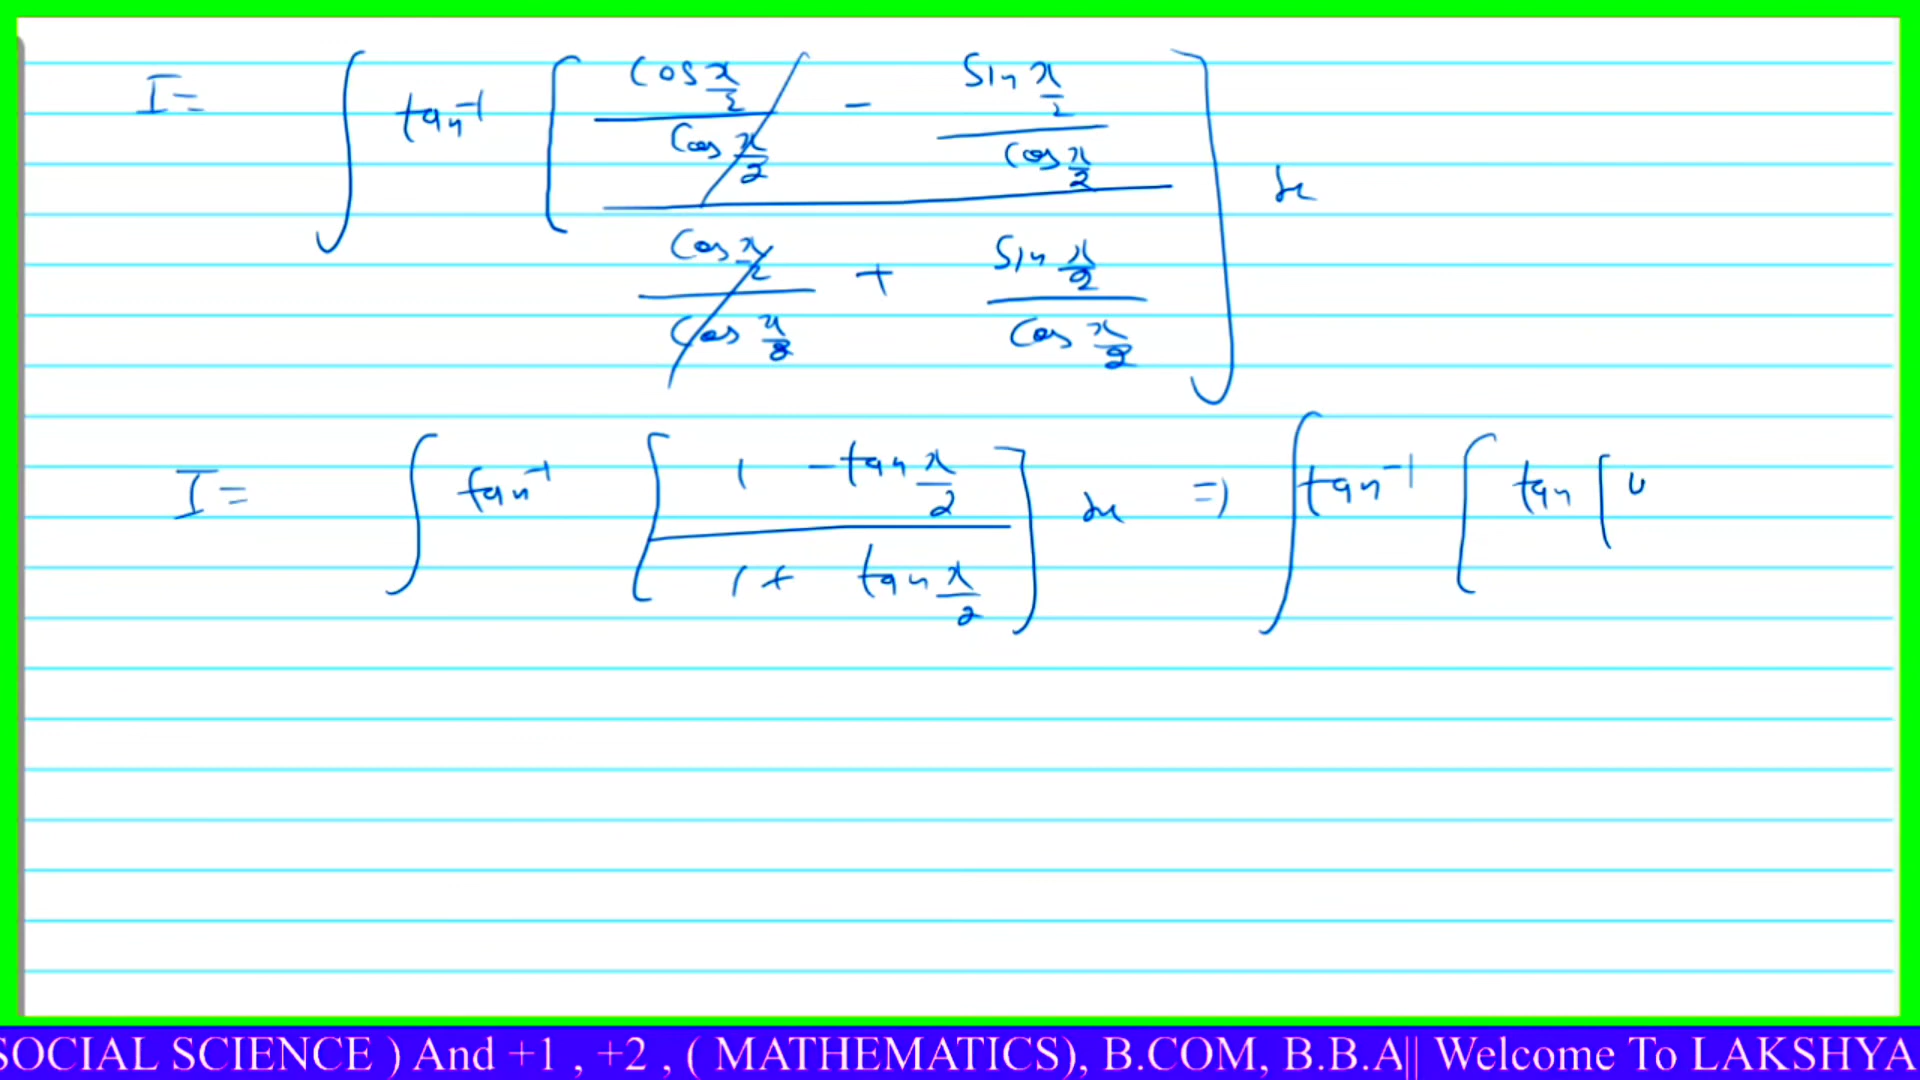 I = ∫ tan⁻¹ [ (cos x/2 / cos x/2 - sin x/2 / cos x/2) / (cos x/2 / cos x/2 + sin x/2 / cos x/2) ] dx
I = ∫ tan⁻¹ [ (1 - tan x/2) / (1 + tan x/2) ] dx => ∫ tan⁻¹ [ tan [
SOCIAL SCIENCE ) And +1 , +2 , ( MATHEMATICS), B.COM, B.B.A|| Welcome To LAKSHYA